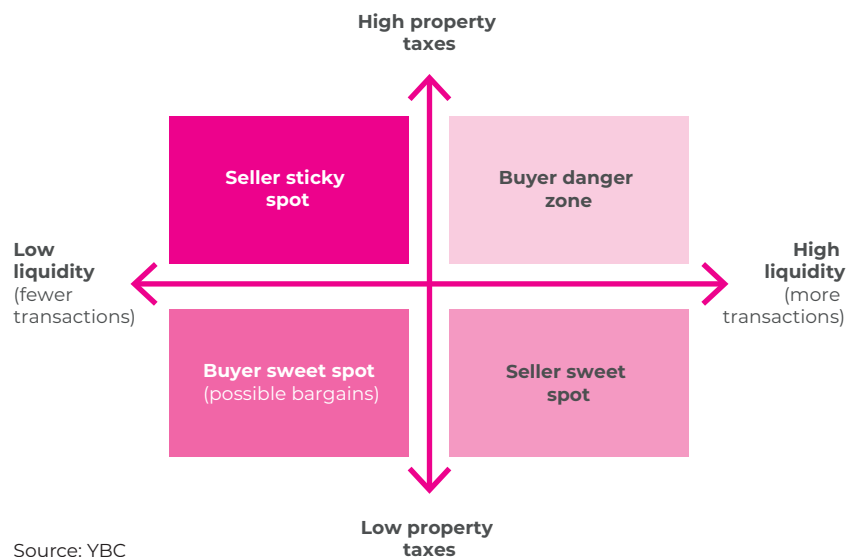 High property
taxes
Seller sticky
spot
Buyer danger
zone
Low
liquidity
(fewer
transactions)
High
liquidity
(more
transactions)
Buyer sweet spot
(possible bargains)
Seller sweet
spot
Low property
taxes
Source: YBC